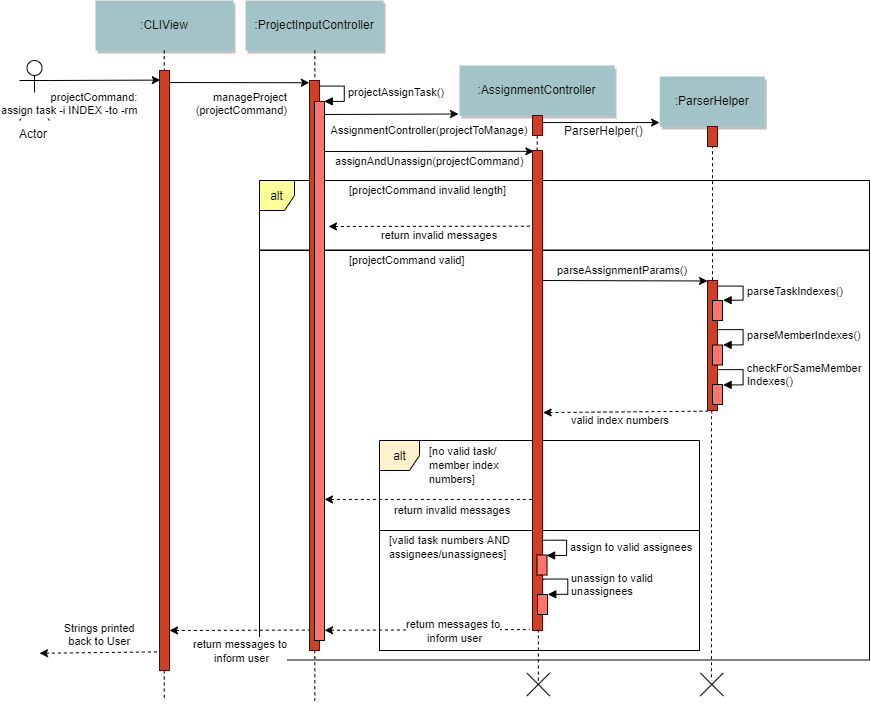 :CLIView
:ProjectInputController
:AssignmentController
:ParserHelper
projectCommand:
assign task -i INDEX -to -rm
Actor
manageProject
(projectCommand)
projectAssignTask()
AssignmentController(projectToManage)
ParserHelper()
assignAndUnassign(projectCommand)
alt
[projectCommand invalid length]
return invalid messages
[projectCommand valid]
parseAssignmentParams()
parseTaskIndexes()
parseMemberIndexes()
checkForSameMember
Indexes()
valid index numbers
alt
[no valid task/
member index
numbers]
return invalid messages
[valid task numbers AND
assignees/unassignees]
assign to valid assignees
unassign to valid
unassignees
return messages to
inform user
return messages to
inform user
Strings printed
back to User